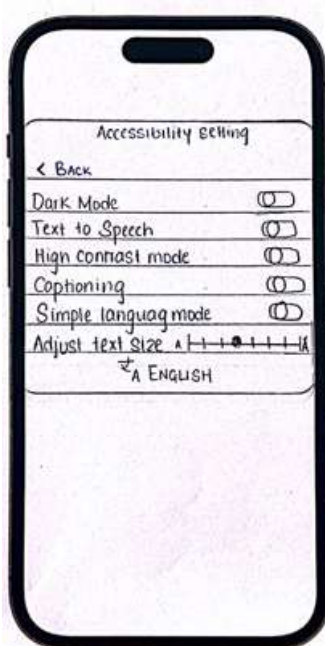 Accessibility setting
< BACK
Dark Mode
Text to Speech
High contrast mode
Captioning
Simple languag mode
Adjust text size A A
A ENGLISH